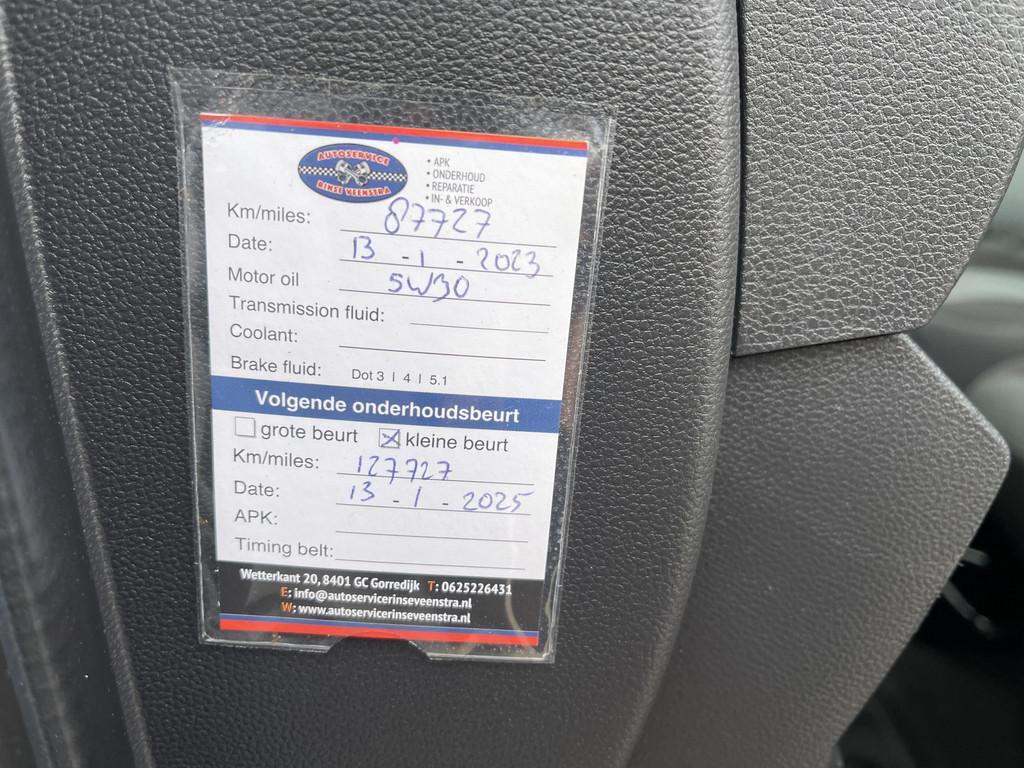 AUTOSERVICE
RINSE VEENSTRA
• APK
• ONDERHOUD
• REPARATIE
• IN- & VERKOOP
Km/miles: 87727
Date: 13 - 1 - 2023
Motor oil 5W30
Transmission fluid:
Coolant:
Brake fluid: Dot 3 | 4 | 5.1
Volgende onderhoudsbeurt
grote beurt kleine beurt
Km/miles: 127727
Date: 13 - 1 - 2025
APK:
Timing belt:
Wetterkant 20, 8401 GC Gorredijk T: 0625226431
E: info@autoservicerinseveenstra.nl
W: www.autoservicerinseveenstra.nl